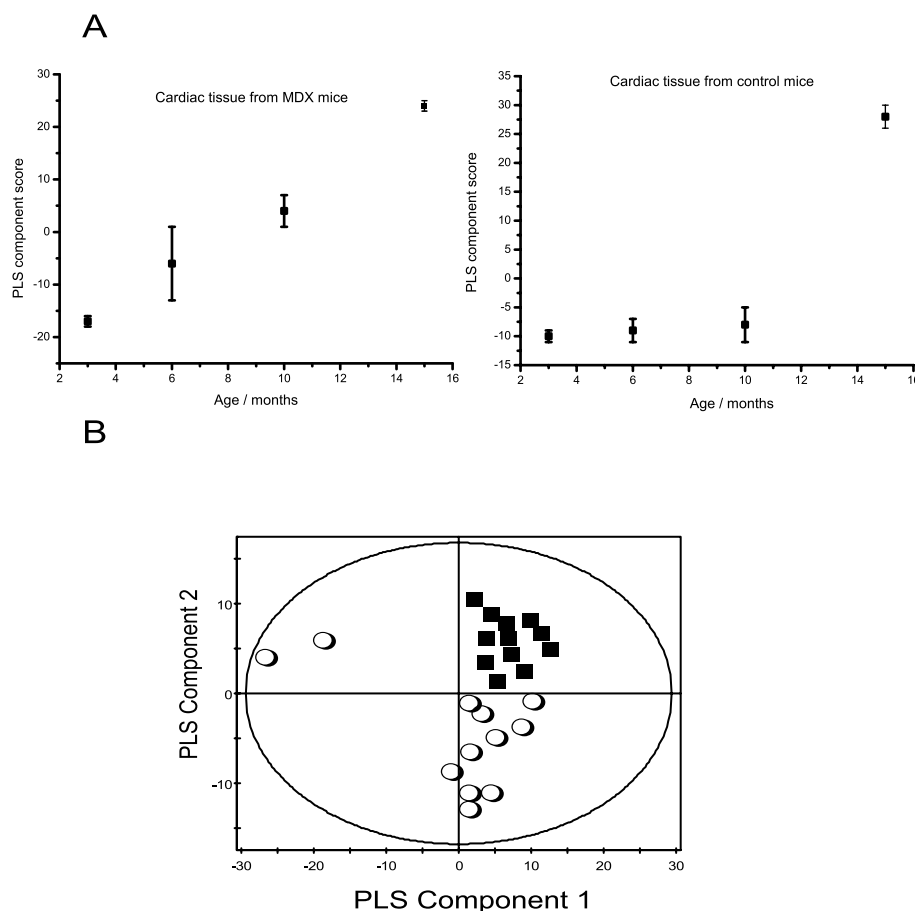 A
Cardiac tissue from MDX mice
30
20
10
0
-10
-20
PLS component score
2 4 6 8 10 12 14 16
Age / months
Cardiac tissue from control mice
35
30
25
20
15
10
5
0
-5
-10
-15
PLS component score
2 4 6 8 10 12 14 16
Age / months
B
PLS Component 2
10
0
-10
-30 -20 -10 0 10 20 30
PLS Component 1